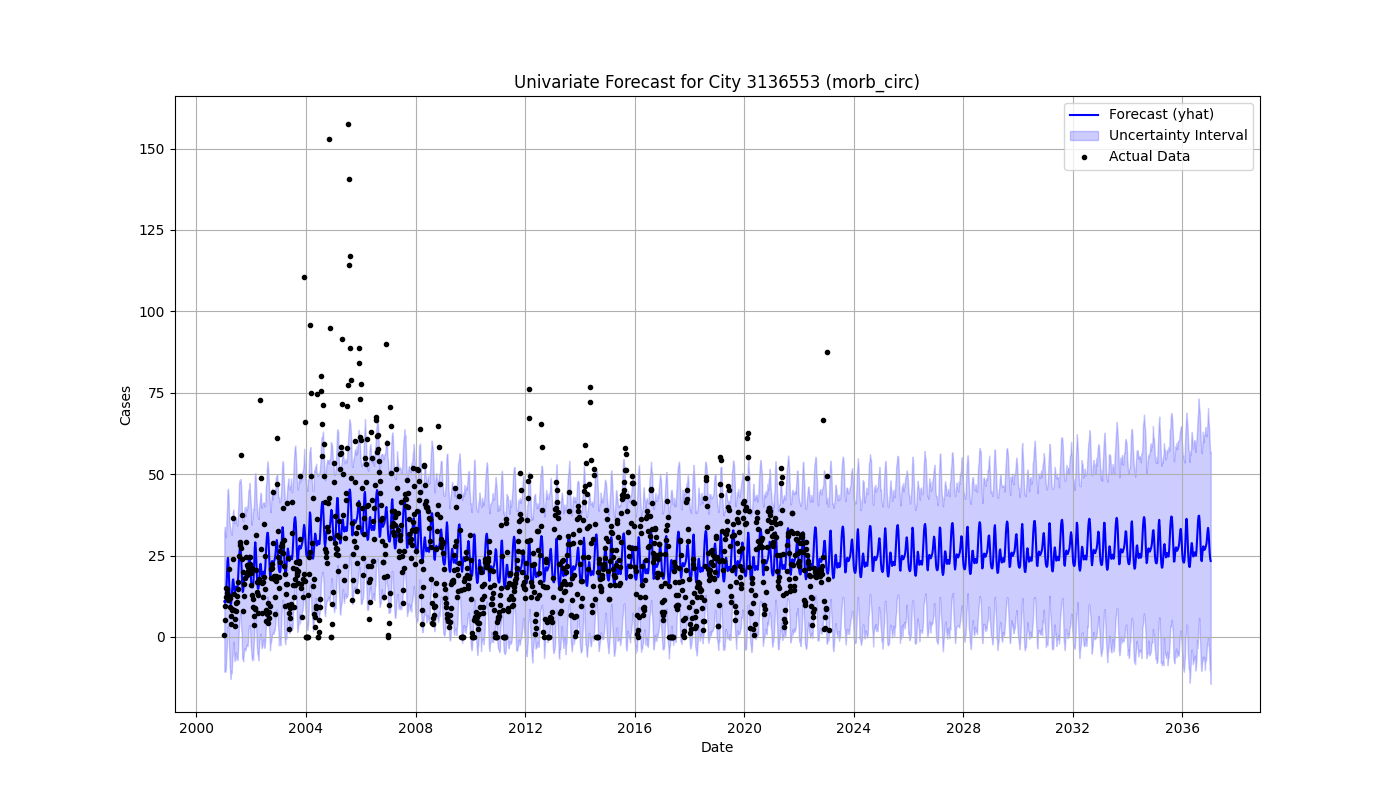 Univariate Forecast for City 3136553 (morb_circ)
Forecast (yhat)
Uncertainty Interval
Actual Data
Cases
150
125
100
75
50
25
0
2000 2004 2008 2012 2016 2020 2024 2028 2032 2036
Date